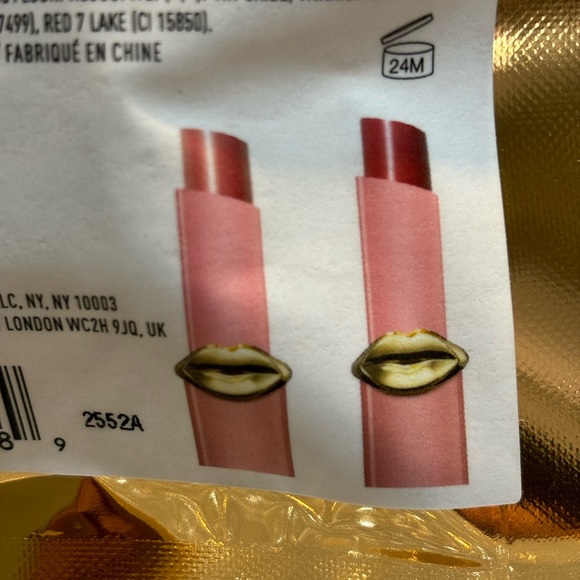 7499), RED 7 LAKE (CI 15850).
FABRIQUÉ EN CHINE
24M
LC, NY, NY 10003
LONDON WC2H 9JQ, UK
8 9
2552A